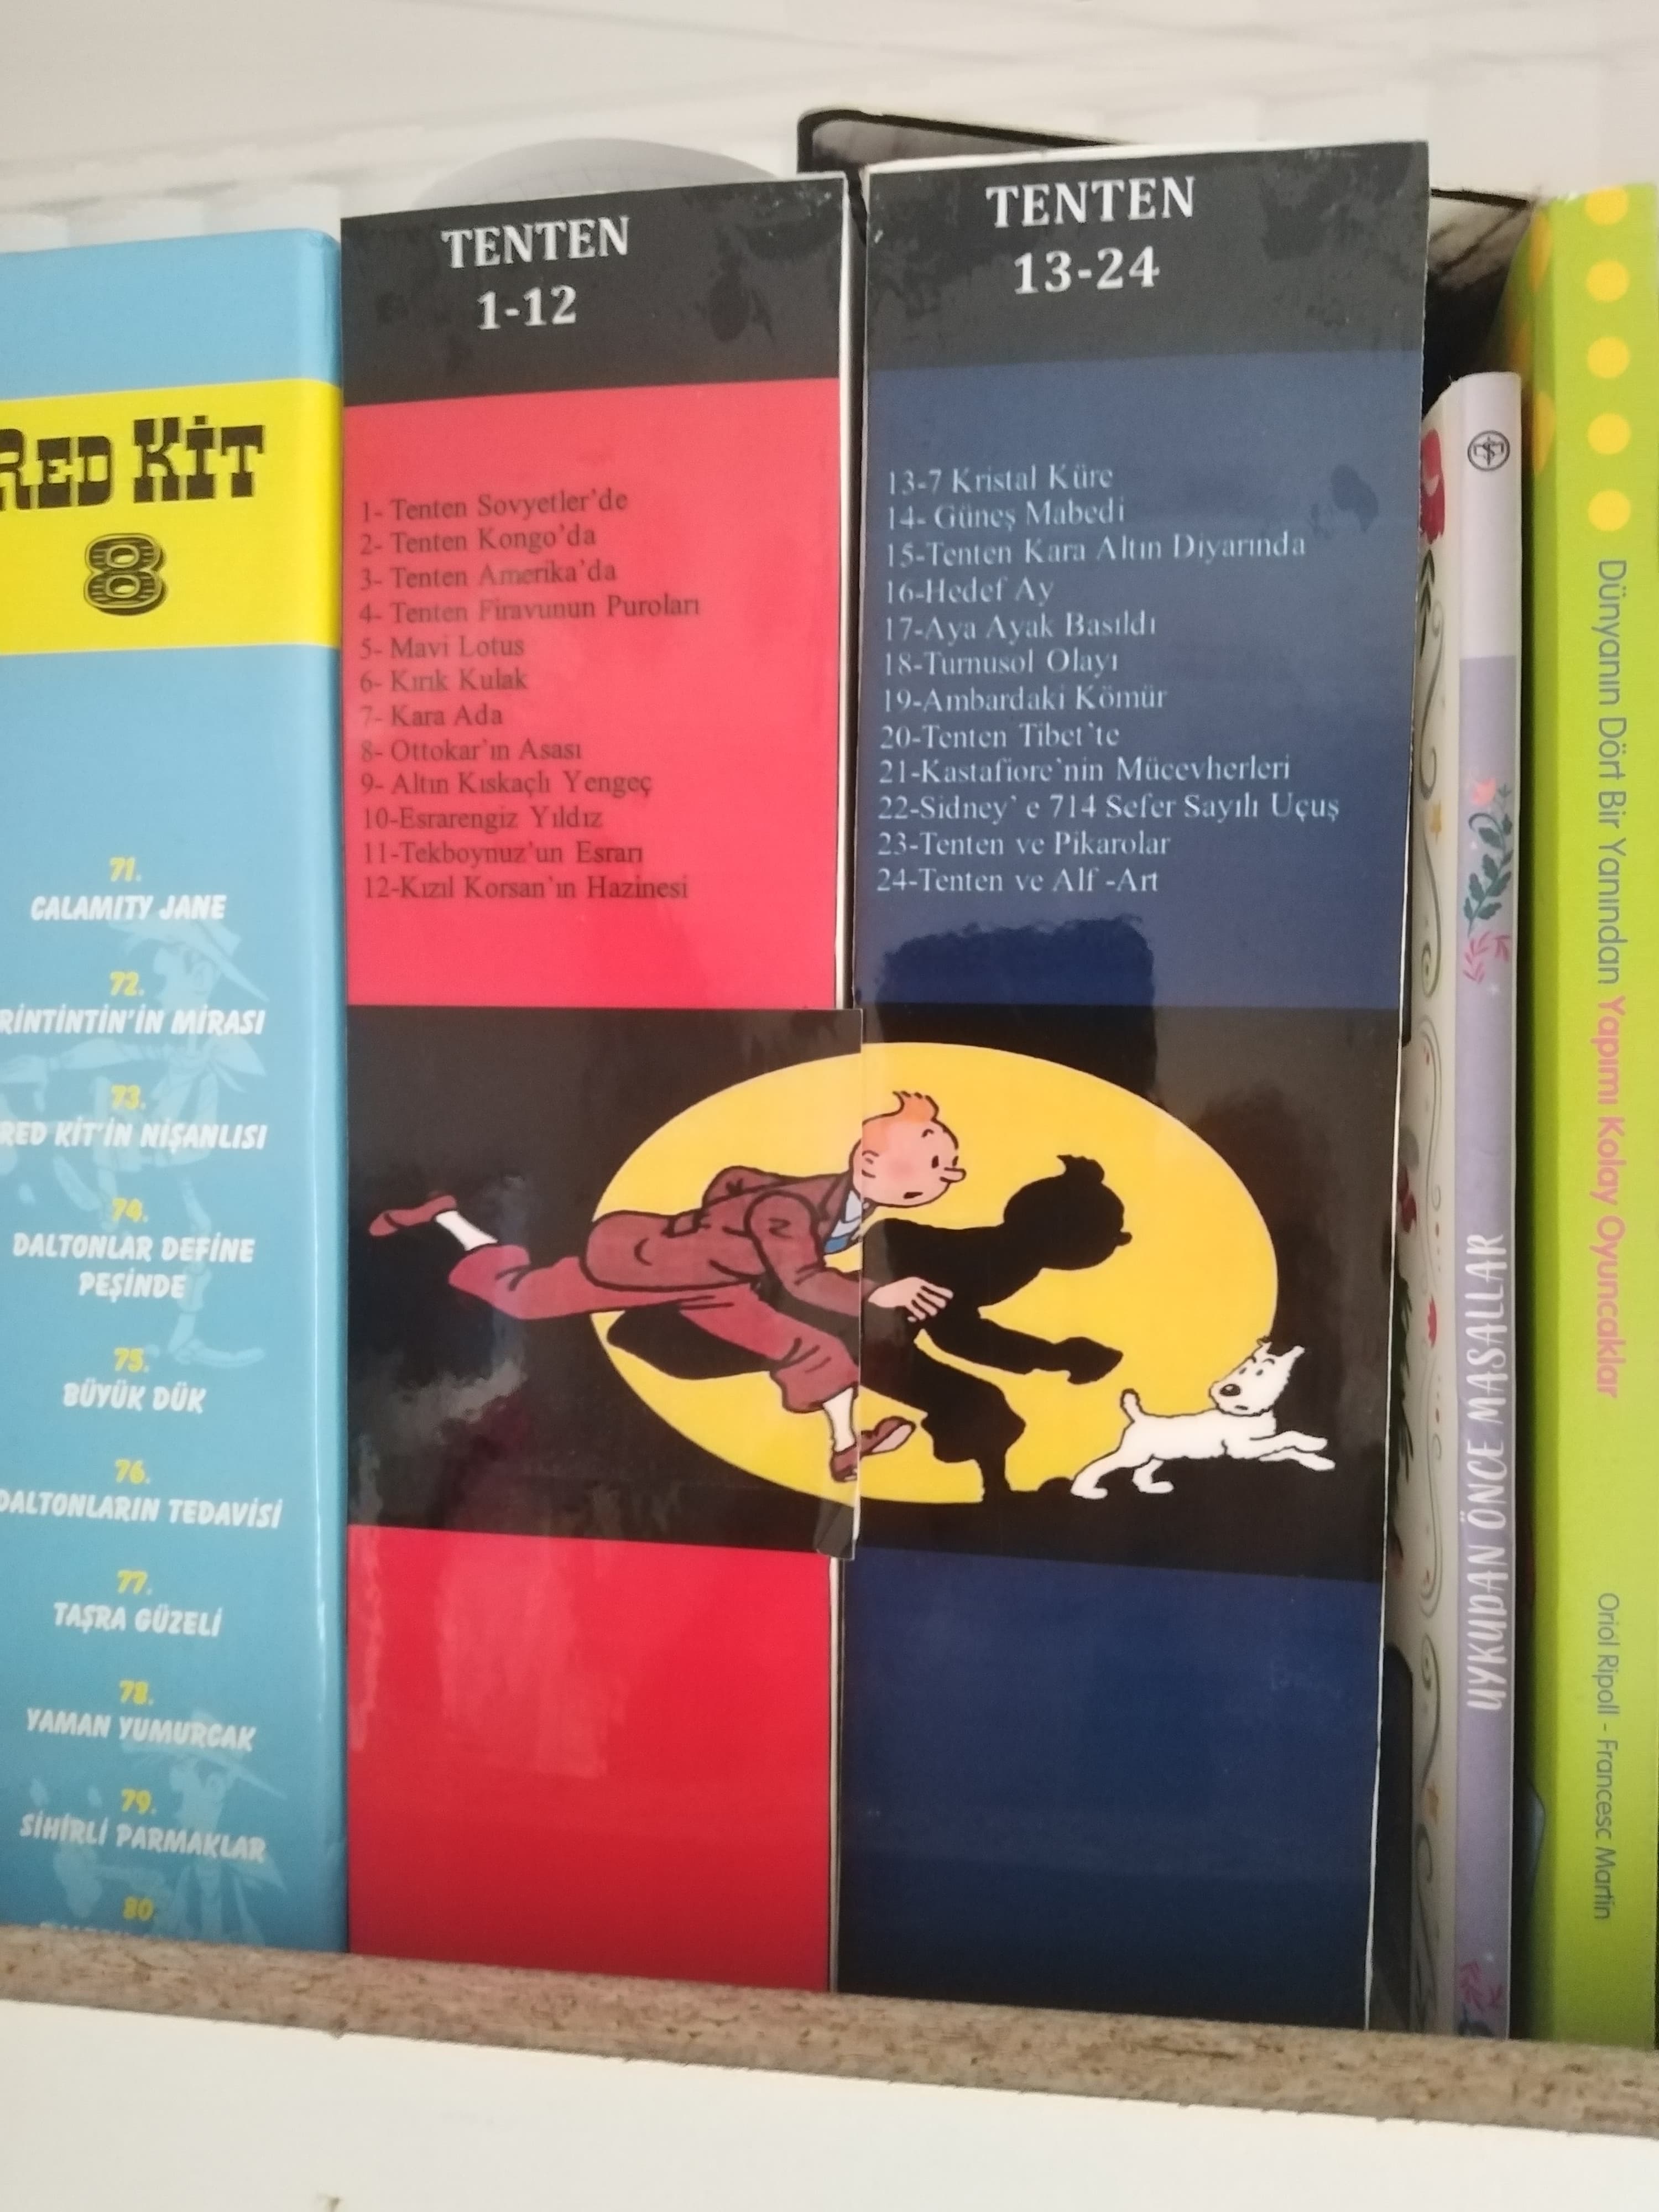 RED KİT
8
71.
CALAMITY JANE
72.
RİNTİNTİN'İN MİRASI
73.
RED KİT'İN NİŞANLISI
74.
DALTONLAR DEFİNE
PEŞİNDE
75.
BÜYÜK DÜK
76.
DALTONLARIN TEDAVİSİ
77.
TAŞRA GÜZELİ
78.
YAMAN YUMURCAK
79.
SİHİRLİ PARMAKLAR
80.
TENTEN
1-12
1- Tenten Sovyetler'de
2- Tenten Kongo'da
3- Tenten Amerika'da
4- Tenten Firavunun Puroları
5- Mavi Lotus
6- Kırık Kulak
7- Kara Ada
8- Ottokar'ın Asası
9- Altın Kıskaçlı Yengeç
10-Esrarengiz Yıldız
11-Tekboynuz'un Esrarı
12-Kızıl Korsan'ın Hazinesi
TENTEN
13-24
13-7 Kristal Küre
14- Güneş Mabedi
15-Tenten Kara Altın Diyarında
16-Hedef Ay
17-Aya Ayak Basıldı
18-Turnusol Olayı
19-Ambardaki Kömür
20-Tenten Tibet'te
21-Kastafiore'nin Mücevherleri
22-Sidney' e 714 Sefer Sayılı Uçuş
23-Tenten ve Pikarolar
24-Tenten ve Alf -Art
UYKUDAN ÖNCE MASALLAR
Dünyanın Dört Bir Yanından Yapımı Kolay Oyuncaklar
Oriol Ripoll - Francesc Martín